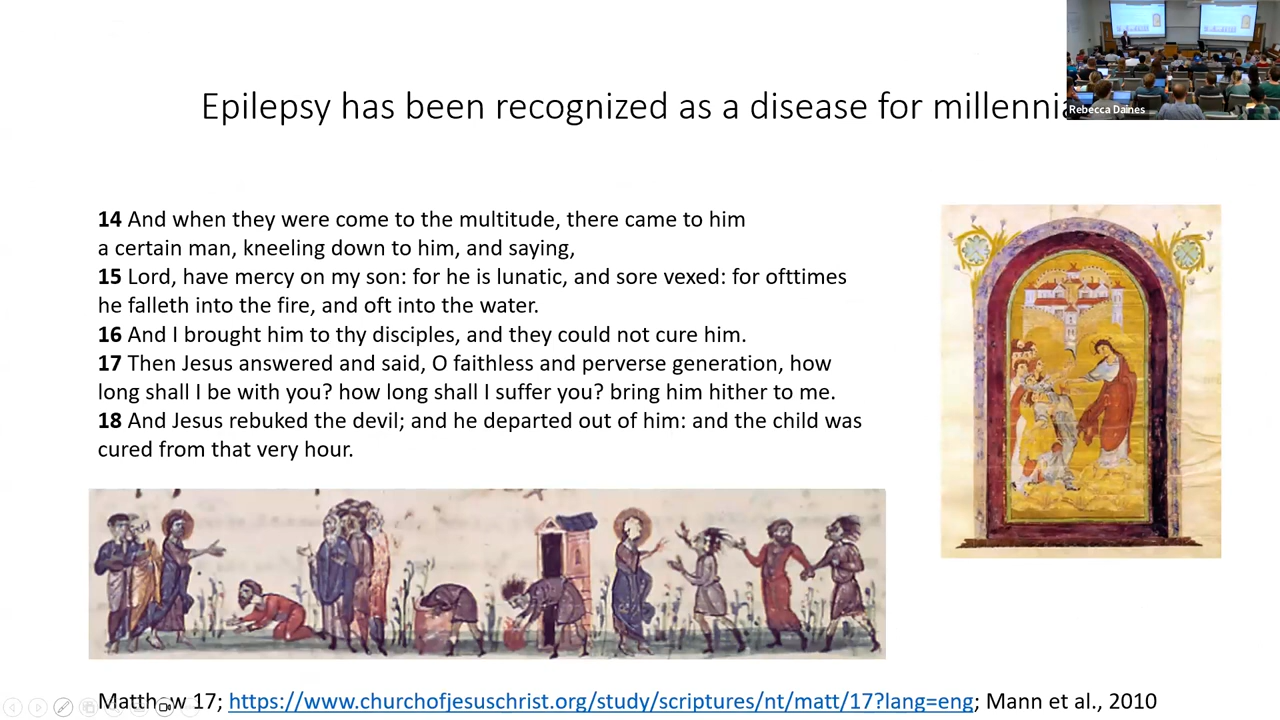 Epilepsy has been recognized as a disease for millennia
Rebecca Daines
14 And when they were come to the multitude, there came to him
a certain man, kneeling down to him, and saying,
15 Lord, have mercy on my son: for he is lunatic, and sore vexed: for ofttimes
he falleth into the fire, and oft into the water.
16 And I brought him to thy disciples, and they could not cure him.
17 Then Jesus answered and said, O faithless and perverse generation, how
long shall I be with you? how long shall I suffer you? bring him hither to me.
18 And Jesus rebuked the devil; and he departed out of him: and the child was
cured from that very hour.
Matthew 17; https://www.churchofjesuschrist.org/study/scriptures/nt/matt/17?lang=eng; Mann et al., 2010